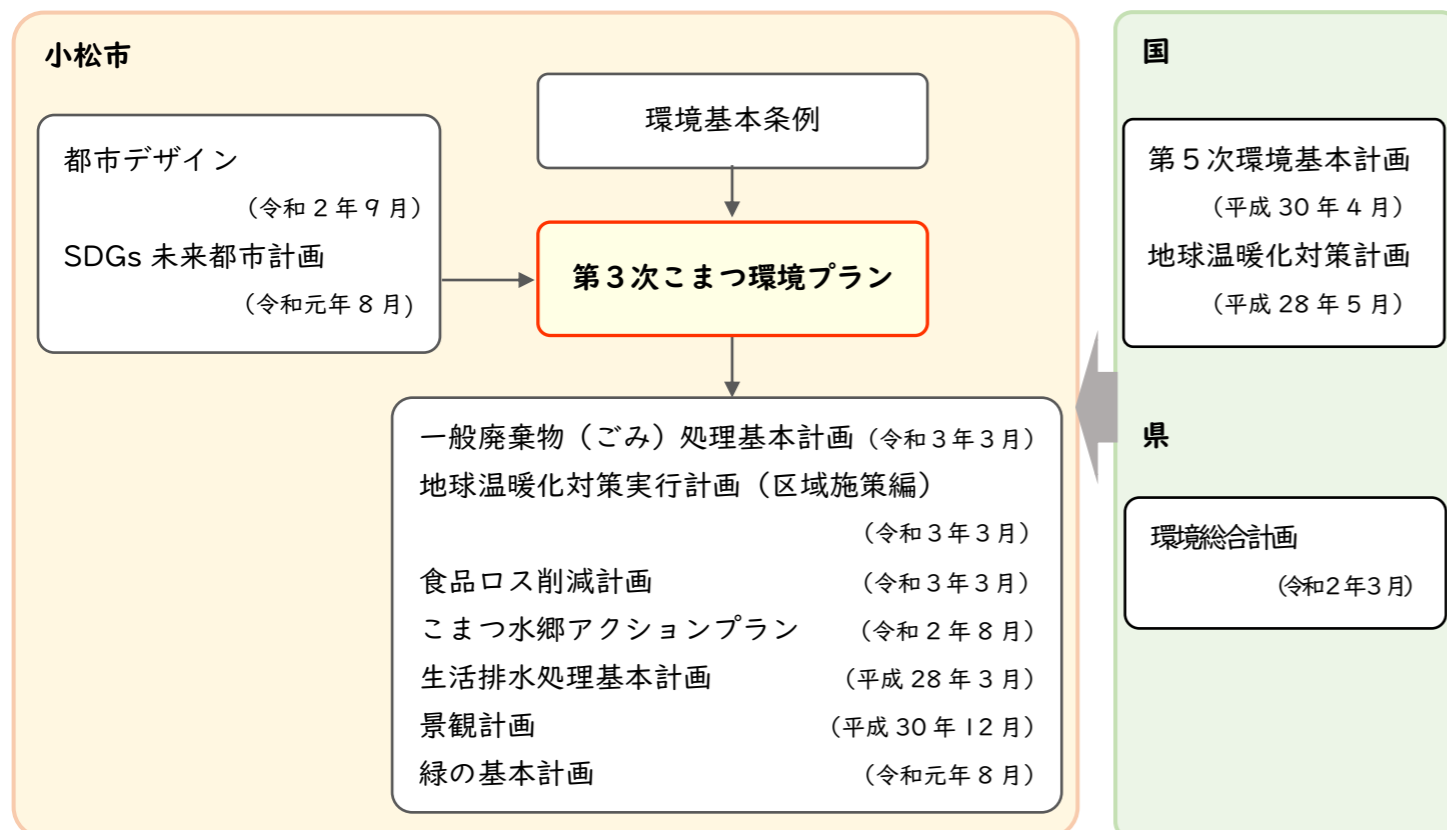 小松市
都市デザイン
（令和2年9月）
SDGs 未来都市計画
（令和元年8月）
環境基本条例
第3次こまつ環境プラン
一般廃棄物（ごみ）処理基本計画（令和3年3月）
地球温暖化対策実行計画（区域施策編）
（令和3年3月）
食品ロス削減計画（令和3年3月）
こまつ水郷アクションプラン（令和2年8月）
生活排水処理基本計画（平成28年3月）
景観計画（平成30年12月）
緑の基本計画（令和元年8月）
国
第5次環境基本計画
（平成30年4月）
地球温暖化対策計画
（平成28年5月）
県
環境総合計画
（令和2年3月）